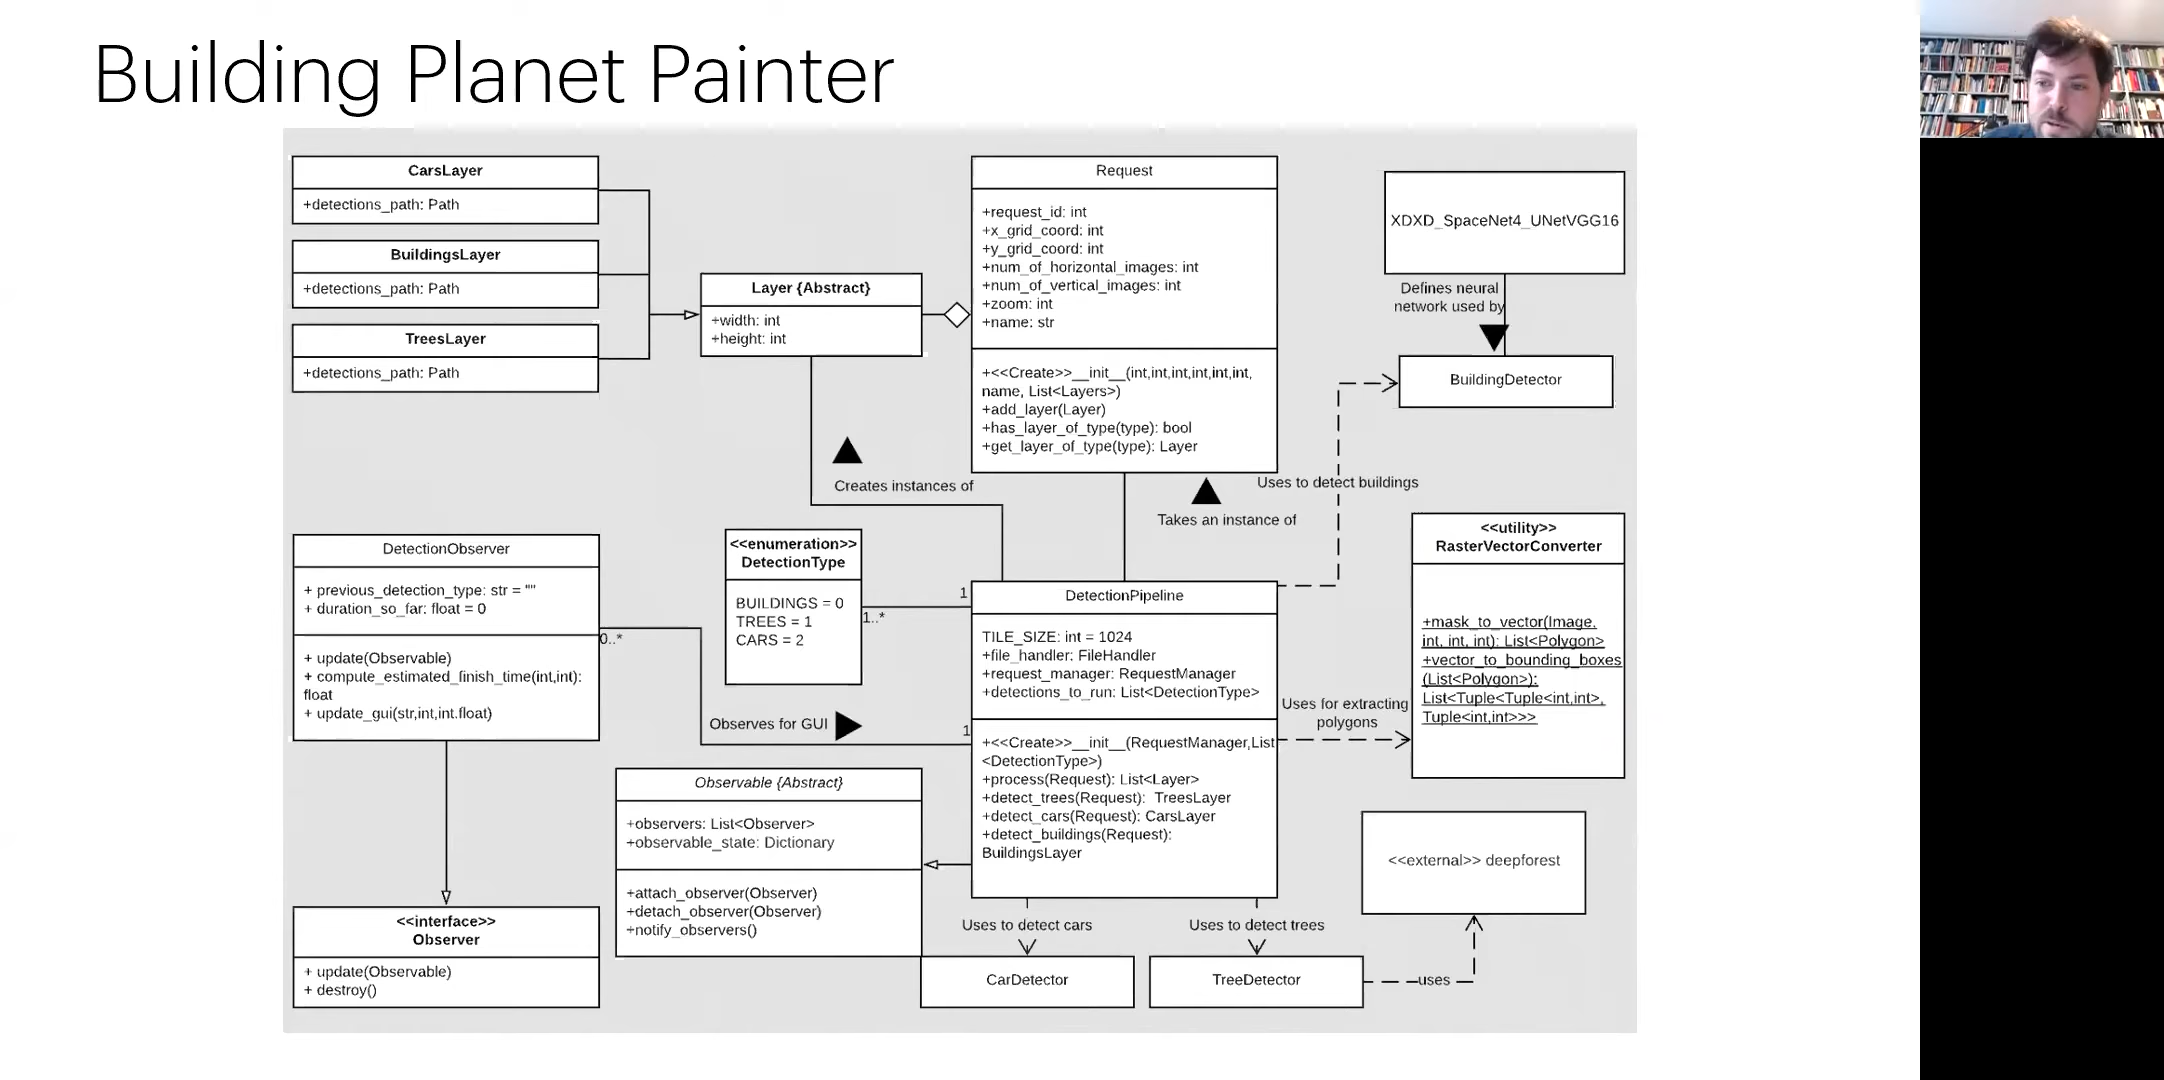 Building Planet Painter
CarsLayer
+detections_path: Path
BuildingsLayer
+detections_path: Path
TreesLayer
+detections_path: Path
Layer {Abstract}
+width: int
+height: int
Request
+request_id: int
+x_grid_coord: int
+y_grid_coord: int
+num_of_horizontal_images: int
+num_of_vertical_images: int
+zoom: int
+name: str
+<<Create>>__init__(int,int,int,int,int,int,
name, List<Layers>)
+add_layer(Layer)
+has_layer_of_type(type): bool
+get_layer_of_type(type): Layer
XDXD_SpaceNet4_UNetVGG16
Defines neural
network used by
BuildingDetector
Creates instances of
Takes an instance of
Uses to detect buildings
DetectionObserver
+ previous_detection_type: str = ""
+ duration_so_far: float = 0
+ update(Observable)
+ compute_estimated_finish_time(int,int):
float
+ update_gui(str,int,int.float)
0..*
<<enumeration>>
DetectionType
BUILDINGS = 0
TREES = 1
CARS = 2
1..*
1
Observes for GUI
1
DetectionPipeline
TILE_SIZE: int = 1024
+file_handler: FileHandler
+request_manager: RequestManager
+detections_to_run: List<DetectionType>
+<<Create>>__init__(RequestManager,List
<DetectionType>)
+process(Request): List<Layer>
+detect_trees(Request): TreesLayer
+detect_cars(Request): CarsLayer
+detect_buildings(Request):
BuildingsLayer
Uses for extracting
polygons
<<utility>>
RasterVectorConverter
+mask_to_vector(Image,
int, int, int): List<Polygon>
+vector_to_bounding_boxes
(List<Polygon>):
List<Tuple<Tuple<int,int>,
Tuple<int,int>>>
Observable {Abstract}
+observers: List<Observer>
+observable_state: Dictionary
+attach_observer(Observer)
+detach_observer(Observer)
+notify_observers()
<<interface>>
Observer
+ update(Observable)
+ destroy()
Uses to detect cars
Uses to detect trees
CarDetector
TreeDetector
uses
<<external>> deepforest